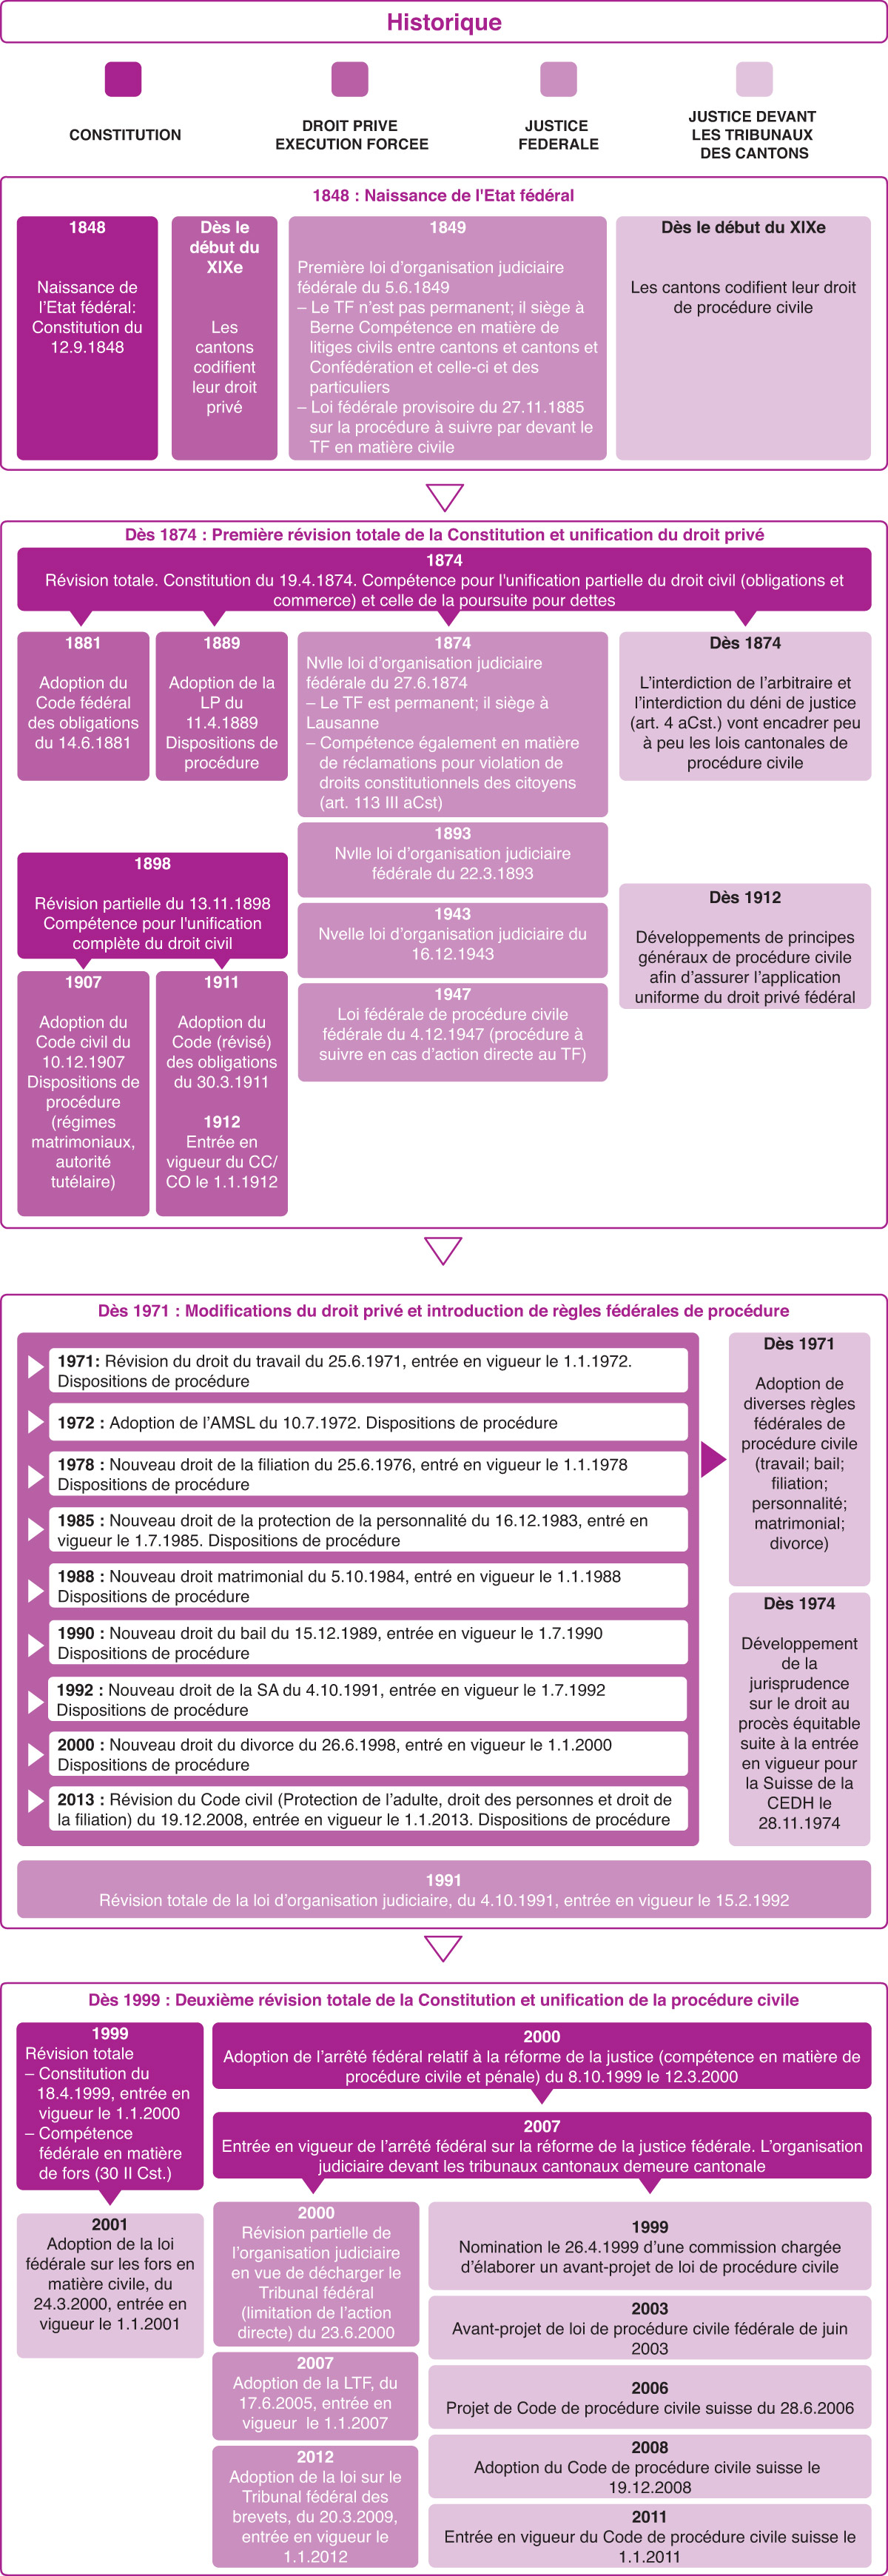 Historique
CONSTITUTION
DROIT PRIVE
EXECUTION FORCEE
JUSTICE
FEDERALE
JUSTICE DEVANT
LES TRIBUNAUX
DES CANTONS
1848 : Naissance de l'Etat fédéral
1848
Naissance de
l'Etat fédéral:
Constitution du
12.9.1848
Dès le
début du
XIXe
Les
cantons
codifient
leur droit
privé
1849
Première loi d'organisation judiciaire
fédérale du 5.6.1849
– Le TF n'est pas permanent; il siège à
Berne Compétence en matière de
litiges civils entre cantons et cantons et
Confédération et celle-ci et des
particuliers
– Loi fédérale provisoire du 27.11.1885
sur la procédure à suivre par devant le
TF en matière civile
Dès le début du XIXe
Les cantons codifient leur droit
de procédure civile
Dès 1874 : Première révision totale de la Constitution et unification du droit privé
1874
Révision totale. Constitution du 19.4.1874. Compétence pour l'unification partielle du droit civil (obligations et
commerce) et celle de la poursuite pour dettes
1881
Adoption du
Code fédéral
des obligations
du 14.6.1881
1889
Adoption de la
LP du
11.4.1889
Dispositions de
procédure
1874
Nvlle loi d'organisation judiciaire
fédérale du 27.6.1874
– Le TF est permanent; il siège à
Lausanne
– Compétence également en matière
de réclamations pour violation de
droits constitutionnels des citoyens
(art. 113 III aCst)
Dès 1874
L'interdiction de l'arbitraire et
l'interdiction du déni de justice
(art. 4 aCst.) vont encadrer peu
à peu les lois cantonales de
procédure civile
1893
Nvlle loi d'organisation judiciaire
fédérale du 22.3.1893
1898
Révision partielle du 13.11.1898
Compétence pour l'unification
complète du droit civil
Dès 1912
Développements de principes
généraux de procédure civile
afin d'assurer l'application
uniforme du droit privé fédéral
1943
Nvelle loi d'organisation judiciaire du
16.12.1943
1907
Adoption du
Code civil du
10.12.1907
Dispositions de
procédure
(régimes
matrimoniaux,
autorité
tutélaire)
1911
Adoption du
Code (révisé)
des obligations
du 30.3.1911
1912
Entrée en
vigueur du CC/
CO le 1.1.1912
1947
Loi fédérale de procédure civile
fédérale du 4.12.1947 (procédure à
suivre en cas d'action directe au TF)
Dès 1971 : Modifications du droit privé et introduction de règles fédérales de procédure
1971: Révision du droit du travail du 25.6.1971, entrée en vigueur le 1.1.1972.
Dispositions de procédure
1972 : Adoption de l'AMSL du 10.7.1972. Dispositions de procédure
1978 : Nouveau droit de la filiation du 25.6.1976, entré en vigueur le 1.1.1978
Dispositions de procédure
1985 : Nouveau droit de la protection de la personnalité du 16.12.1983, entré en
vigueur le 1.7.1985. Dispositions de procédure
1988 : Nouveau droit matrimonial du 5.10.1984, entré en vigueur le 1.1.1988
Dispositions de procédure
1990 : Nouveau droit du bail du 15.12.1989, entrée en vigueur le 1.7.1990
Dispositions de procédure
1992 : Nouveau droit de la SA du 4.10.1991, entrée en vigueur le 1.7.1992
Dispositions de procédure
2000 : Nouveau droit du divorce du 26.6.1998, entré en vigueur le 1.1.2000
Dispositions de procédure
2013 : Révision du Code civil (Protection de l'adulte, droit des personnes et droit de
la filiation) du 19.12.2008, entrée en vigueur le 1.1.2013. Dispositions de procédure
Dès 1971
Adoption de
diverses règles
fédérales de
procédure civile
(travail; bail;
filiation;
personnalité;
matrimonial;
divorce)
Dès 1974
Développement
de la
jurisprudence
sur le droit au
procès équitable
suite à la entrée
en vigueur pour
la Suisse de la
CEDH le
28.11.1974
1991
Révision totale de la loi d'organisation judiciaire, du 4.10.1991, entrée en vigueur le 15.2.1992
Dès 1999 : Deuxième révision totale de la Constitution et unification de la procédure civile
1999
Révision totale
– Constitution du
18.4.1999, entrée en
vigueur le 1.1.2000
– Compétence
fédérale en matière
de fors (30 II Cst.)
2000
Adoption de l'arrêté fédéral relatif à la réforme de la justice (compétence en matière de
procédure civile et pénale) du 8.10.1999 le 12.3.2000
2007
Entrée en vigueur de l'arrêté fédéral sur la réforme de la justice fédérale. L'organisation
judiciaire devant les tribunaux cantonaux demeure cantonale
2001
Adoption de la loi
fédérale sur les fors en
matière civile, du
24.3.2000, entrée en
vigueur le 1.1.2001
2000
Révision partielle de
l'organisation judiciaire
en vue de décharger le
Tribunal fédéral
(limitation de l'action
directe) du 23.6.2000
2007
Adoption de la LTF, du
17.6.2005, entrée en
vigueur le 1.1.2007
2012
Adoption de la loi sur le
Tribunal fédéral des
brevets, du 20.3.2009,
entrée en vigueur le
1.1.2012
1999
Nomination le 26.4.1999 d'une commission chargée
d'élaborer un avant-projet de loi de procédure civile
2003
Avant-projet de loi de procédure civile fédérale de juin
2003
2006
Projet de Code de procédure civile suisse du 28.6.2006
2008
Adoption du Code de procédure civile suisse le
19.12.2008
2011
Entrée en vigueur du Code de procédure civile suisse le
1.1.2011